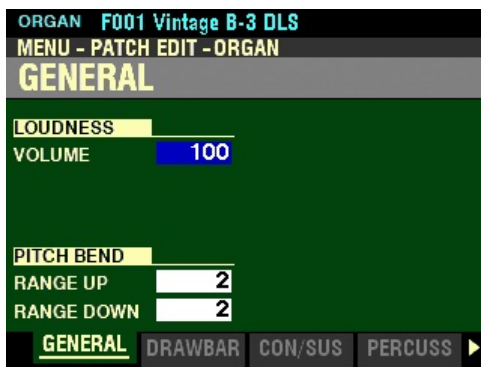 ORGAN F001 Vintage B-3 DLS
MENU - PATCH EDIT - ORGAN
GENERAL
LOUDNESS
VOLUME 100
PITCH BEND
RANGE UP 2
RANGE DOWN 2
GENERAL DRAWBAR CON/SUS PERCUSS